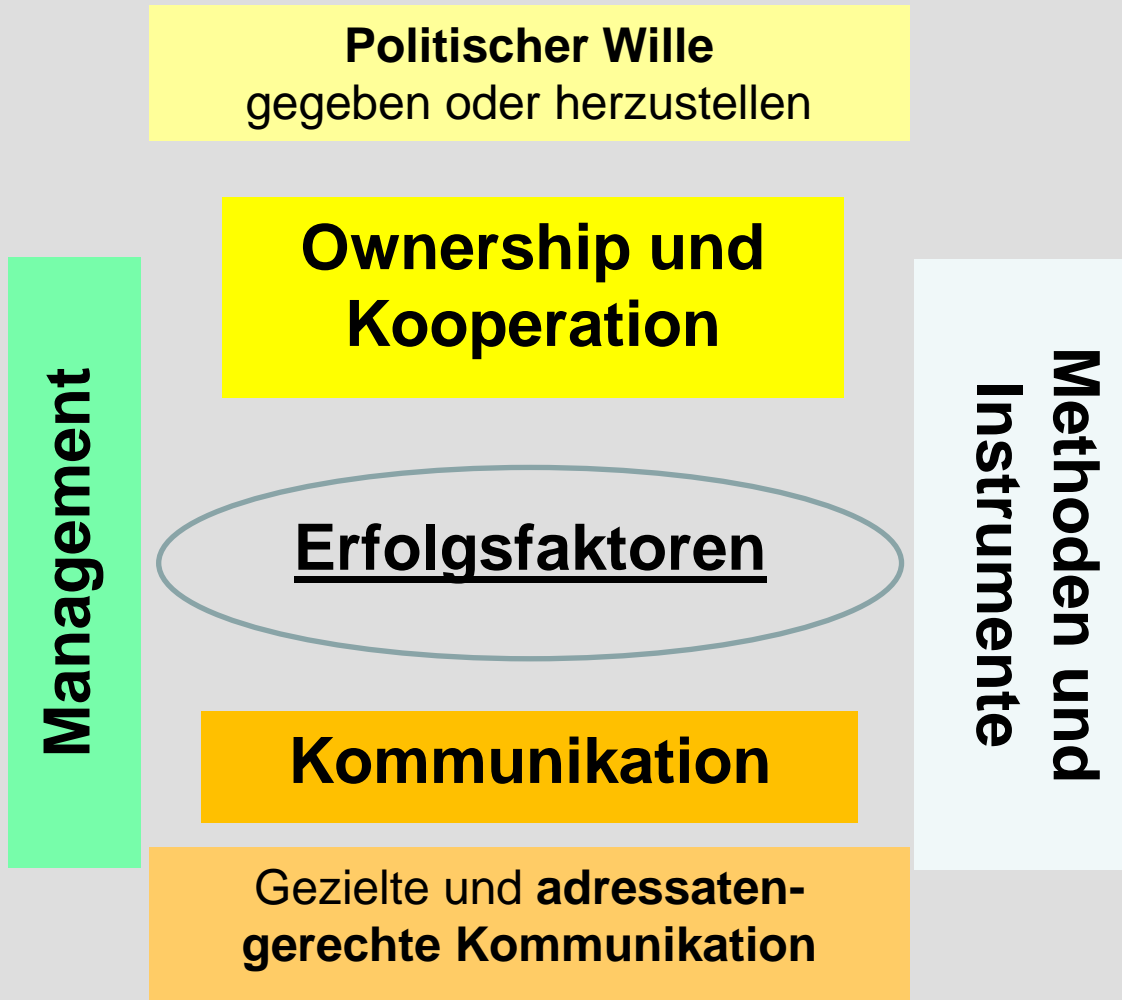 Politischer Wille
gegeben oder herzustellen
Ownership und
Kooperation
Management
Methoden und
Instrumente
Erfolgsfaktoren
Kommunikation
Gezielte und adressaten-
gerechte Kommunikation